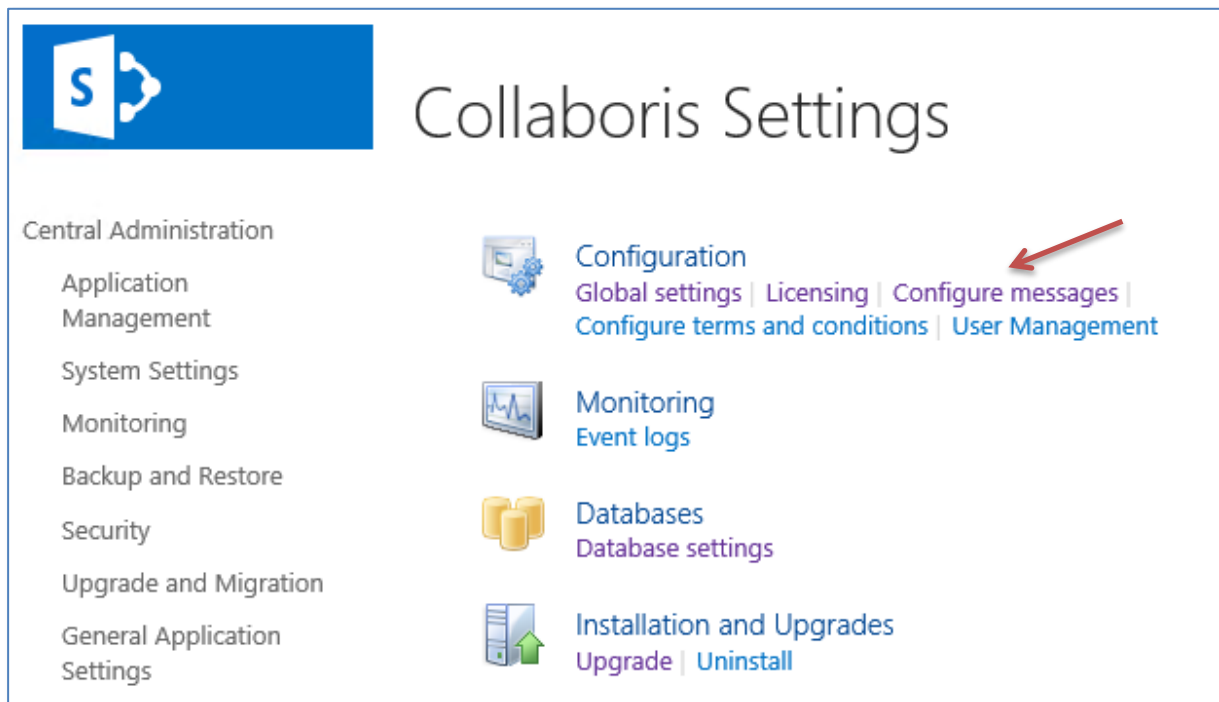 S
Collaboris Settings
Central Administration
Application
Management
System Settings
Monitoring
Backup and Restore
Security
Upgrade and Migration
General Application
Settings
Configuration
Global settings | Licensing | Configure messages |
Configure terms and conditions | User Management
Monitoring
Event logs
Databases
Database settings
Installation and Upgrades
Upgrade | Uninstall